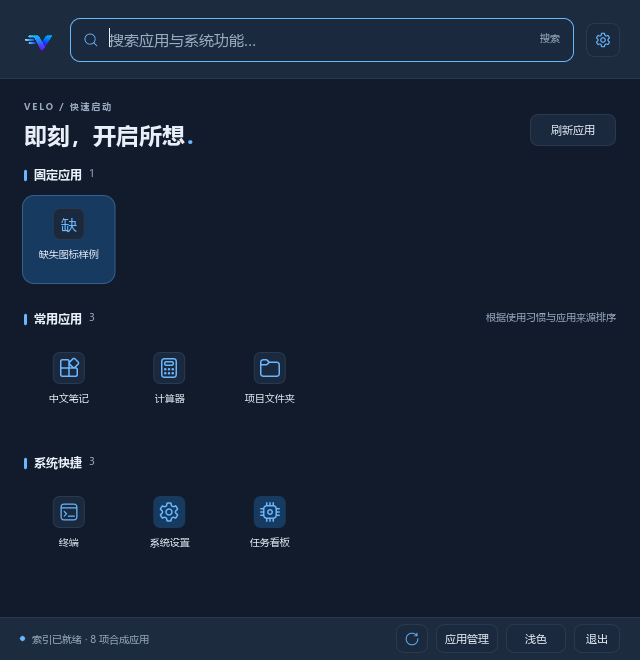 搜索应用与系统功能... 搜索
VELO / 快速启动
即刻，开启所想.
刷新应用
固定应用 1
缺
缺失图标样例
常用应用 3 根据使用习惯与应用来源排序
中文笔记 计算器 项目文件夹
系统快捷 3
终端 系统设置 任务看板
索引已就绪 · 8 项合成应用 应用管理 浅色 退出